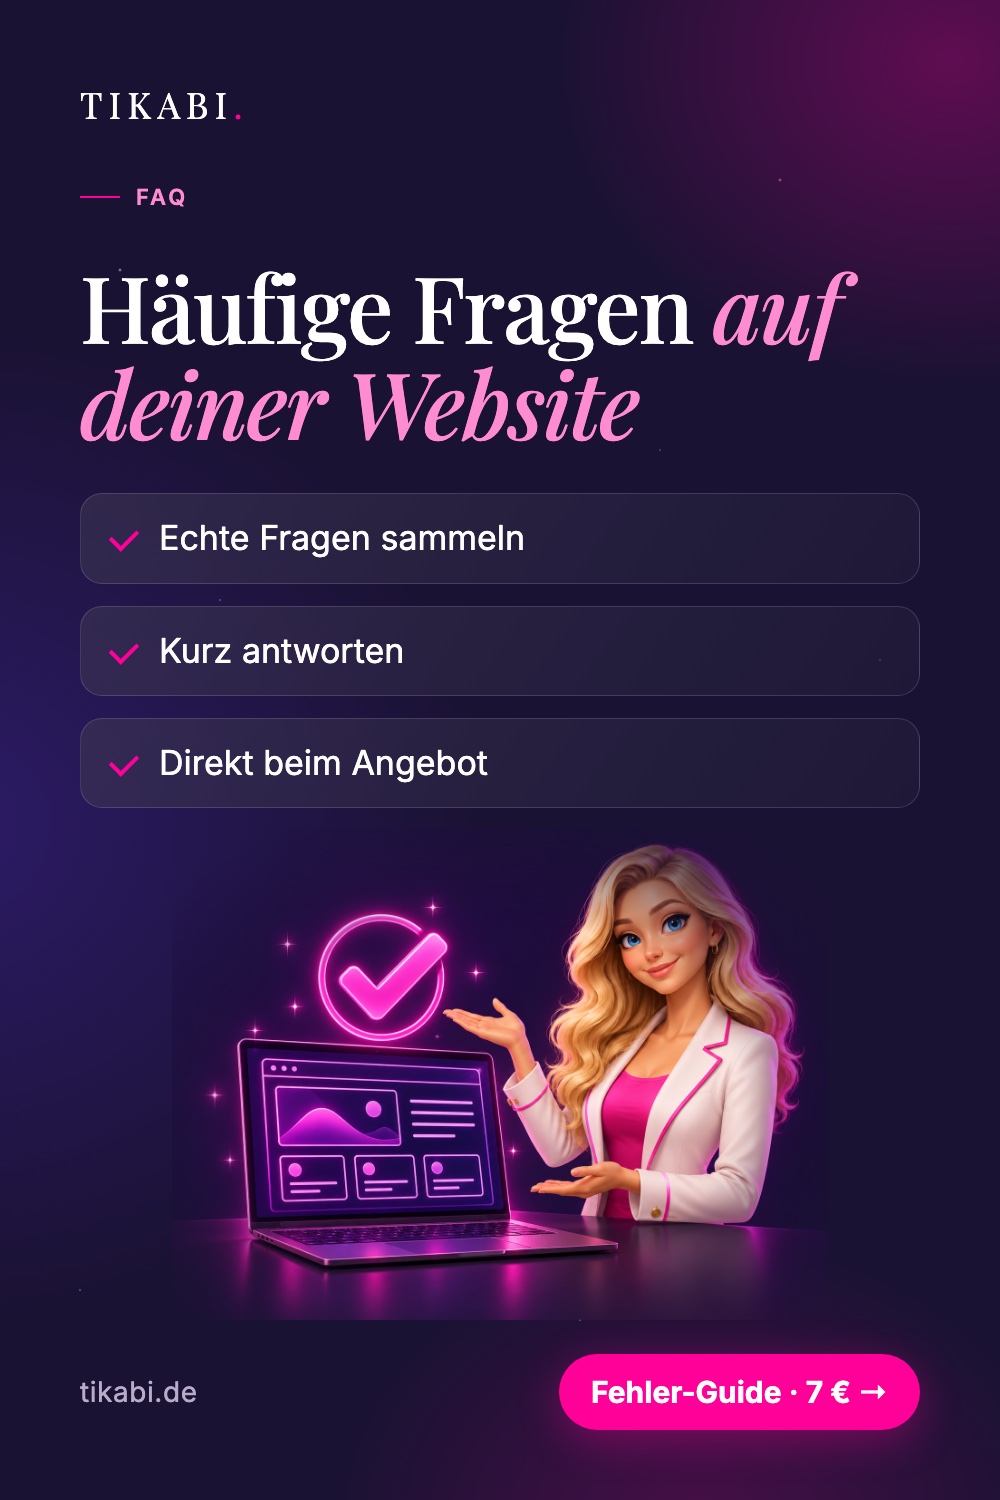 TIKABI.
FAQ
Häufige Fragen auf
deiner Website
Echte Fragen sammeln
Kurz antworten
Direkt beim Angebot
tikabi.de
Fehler-Guide · 7 € →